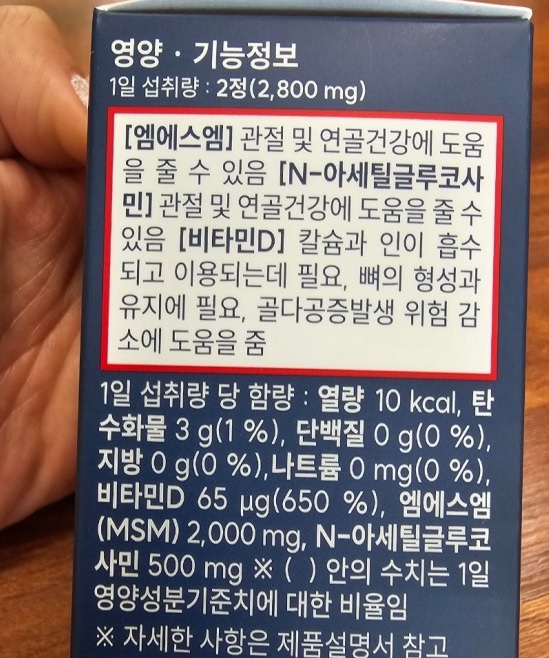 영양 · 기능정보
1일 섭취량 : 2정(2,800 mg)
[엠에스엠] 관절 및 연골건강에 도움
을 줄 수 있음 [N-아세틸글루코사
민] 관절 및 연골건강에 도움을 줄 수
있음 [비타민D] 칼슘과 인이 흡수
되고 이용되는데 필요, 뼈의 형성과
유지에 필요, 골다공증발생 위험 감
소에 도움을 줌
1일 섭취량 당 함량 : 열량 10 kcal, 탄
수화물 3 g(1 %), 단백질 0 g(0 %),
지방 0 g(0 %),나트륨 0 mg(0 %),
비타민D 65 μg(650 %), 엠에스엠
(MSM) 2,000 mg, N-아세틸글루코
사민 500 mg ※ ( ) 안의 수치는 1일
영양성분기준치에 대한 비율임
※ 자세한 사항은 제품설명서 참고